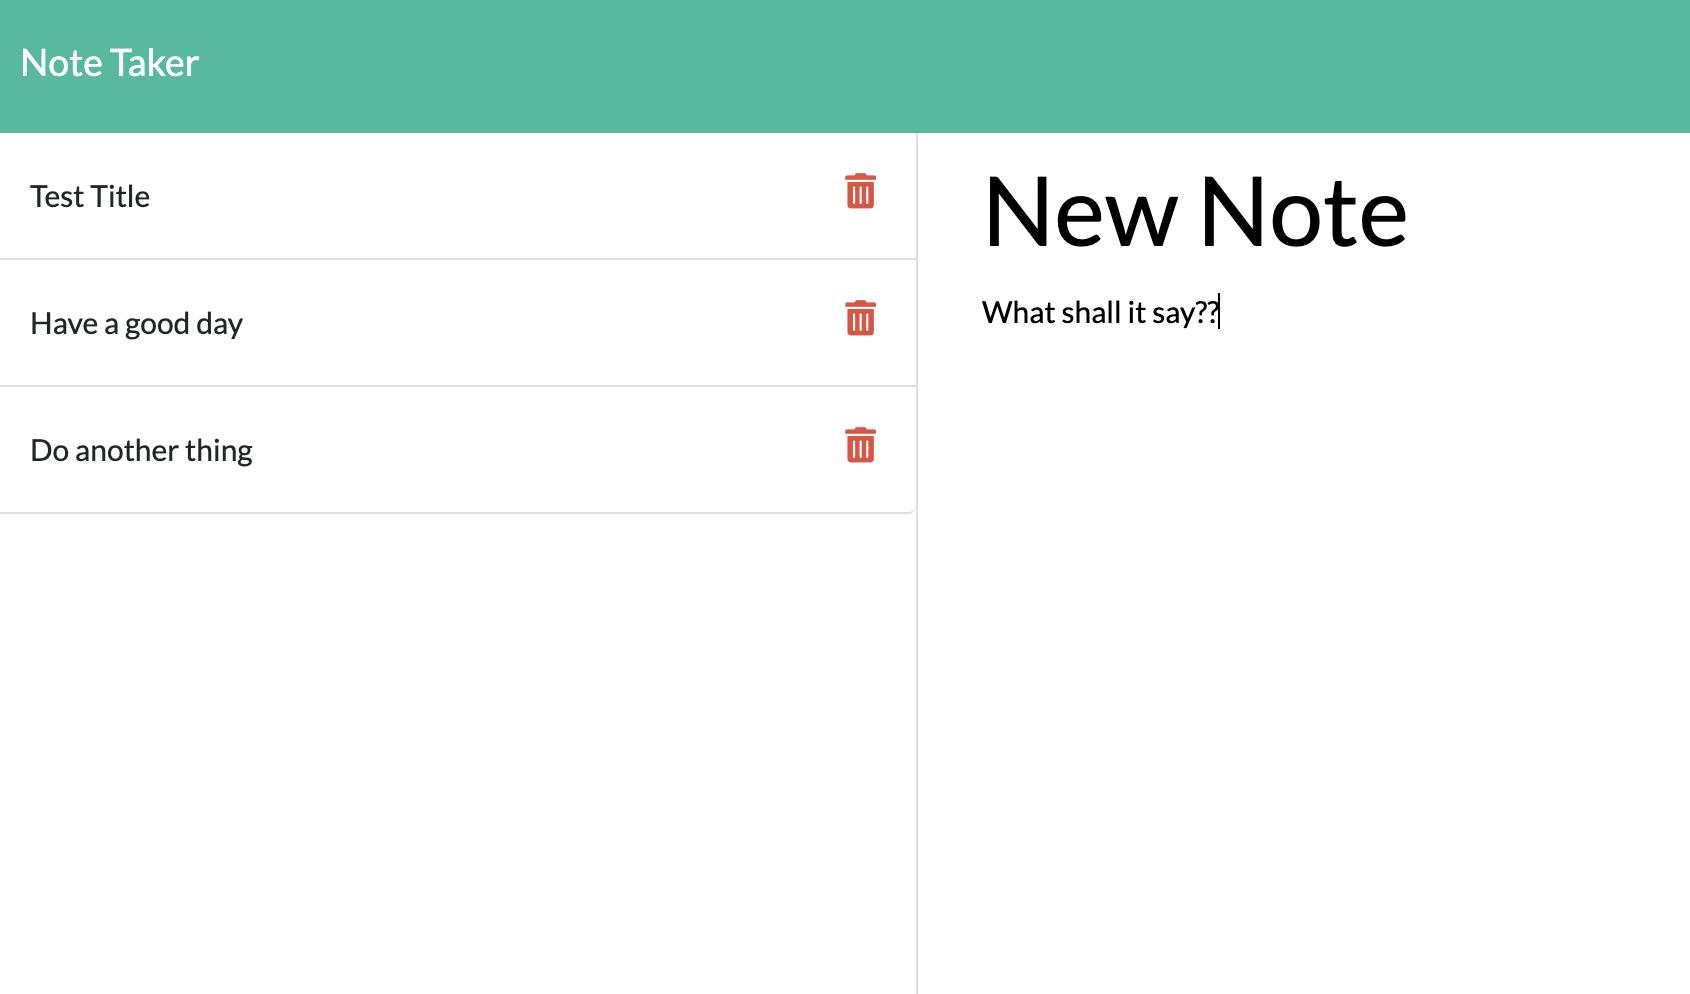 Note Taker
Test Title
Have a good day
Do another thing
New Note
What shall it say??